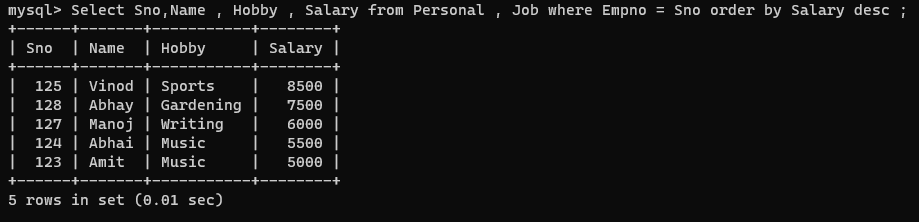 mysql> Select Sno,Name , Hobby , Salary from Personal , Job where Empno = Sno order by Salary desc ;
+------+-------+-----------+--------+
| Sno  | Name  | Hobby     | Salary |
+------+-------+-----------+--------+
|  125 | Vinod | Sports    |   8500 |
|  128 | Abhay | Gardening |   7500 |
|  127 | Manoj | Writing   |   6000 |
|  124 | Abhai | Music     |   5500 |
|  123 | Amit  | Music     |   5000 |
+------+-------+-----------+--------+
5 rows in set (0.01 sec)